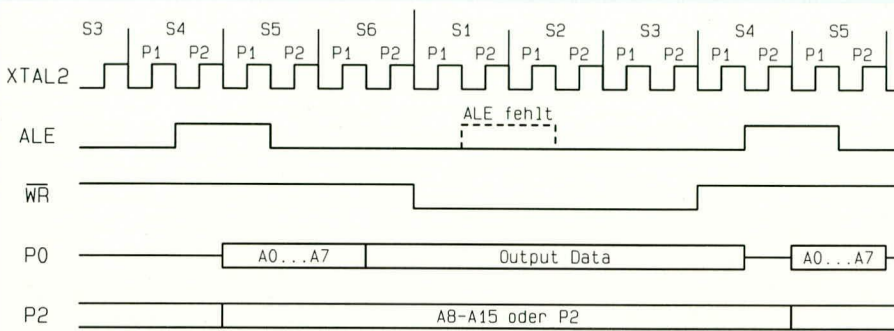 S3 S4 S5 S6 S1 S2 S3 S4 S5
P1 P2 P1 P2 P1 P2 P1 P2 P1 P2 P1 P2 P1 P2 P1 P2
XTAL2
ALE fehlt
ALE
WR
P0 A0...A7 Output Data A0...A7
P2 A8-A15 oder P2